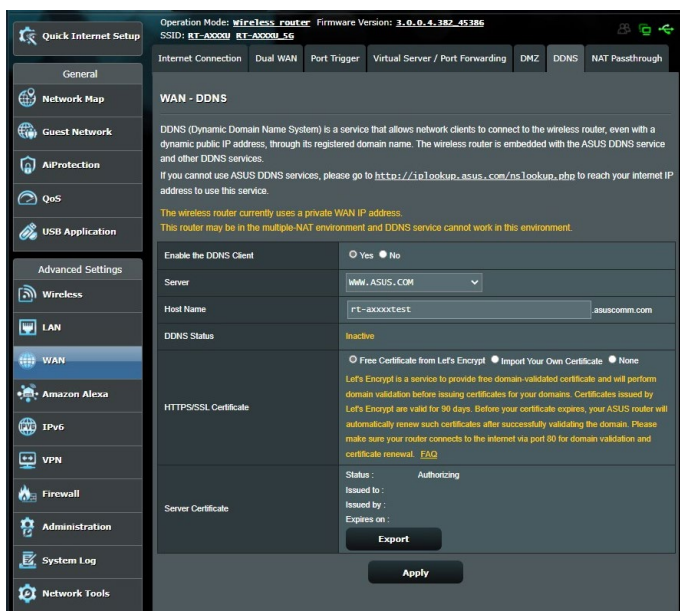 Quick Internet Setup
Operation Mode: Wireless router Firmware Version: 3.0.0.4.382_45386
SSID: RT-AXXXU RT-AXXXU_5G
Internet Connection Dual WAN Port Trigger Virtual Server / Port Forwarding DMZ DDNS NAT Passthrough
General
Network Map
Guest Network
AiProtection
QoS
USB Application
Advanced Settings
Wireless
LAN
WAN
Amazon Alexa
IPv6
VPN
Firewall
Administration
System Log
Network Tools
WAN - DDNS
DDNS (Dynamic Domain Name System) is a service that allows network clients to connect to the wireless router, even with a
dynamic public IP address, through its registered domain name. The wireless router is embedded with the ASUS DDNS service
and other DDNS services.
If you cannot use ASUS DDNS services, please go to http://iplookup.asus.com/nslookup.php to reach your internet IP
address to use this service.
The wireless router currently uses a private WAN IP address.
This router may be in the multiple-NAT environment and DDNS service cannot work in this environment.
Enable the DDNS Client Yes No
Server WWW.ASUS.COM
Host Name rt-axxxxtest .asuscomm.com
DDNS Status Inactive
HTTPS/SSL Certificate
Free Certificate from Let's Encrypt Import Your Own Certificate None
Let's Encrypt is a service to provide free domain-validated certificate and will perform
domain validation before issuing certificates for your domains. Certificates issued by
Let's Encrypt are valid for 90 days. Before your certificate expires, your ASUS router will
automatically renew such certificates after successfully validating the domain. Please
make sure your router connects to the internet via port 80 for domain validation and
certificate renewal. FAQ
Server Certificate
Status : Authorizing
Issued to :
Issued by :
Expires on :
Export
Apply